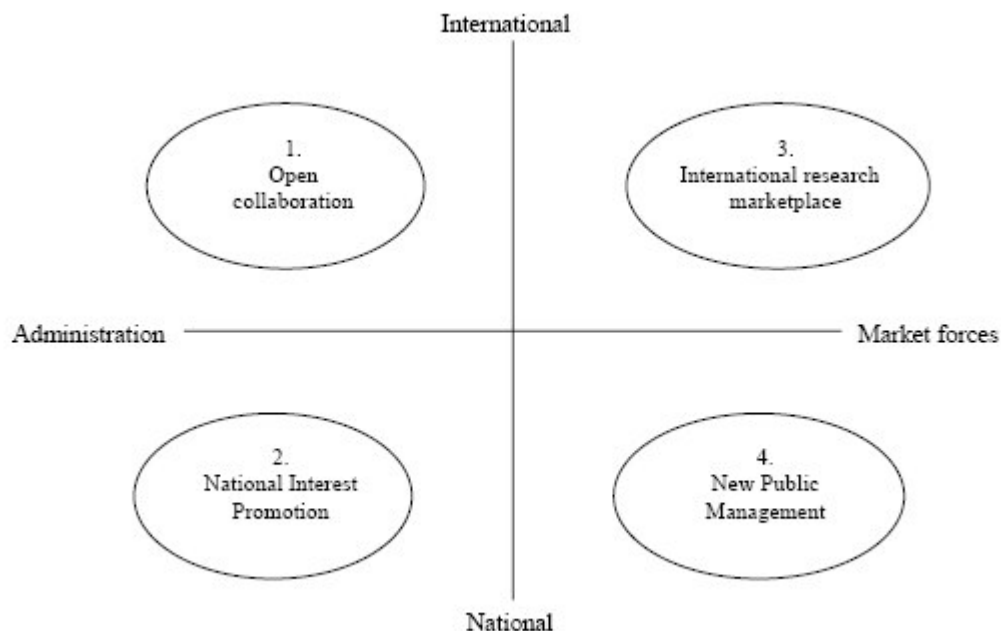 International
1.
Open
collaboration
3.
International research
marketplace
Administration
Market forces
2.
National Interest
Promotion
4.
New Public
Management
National